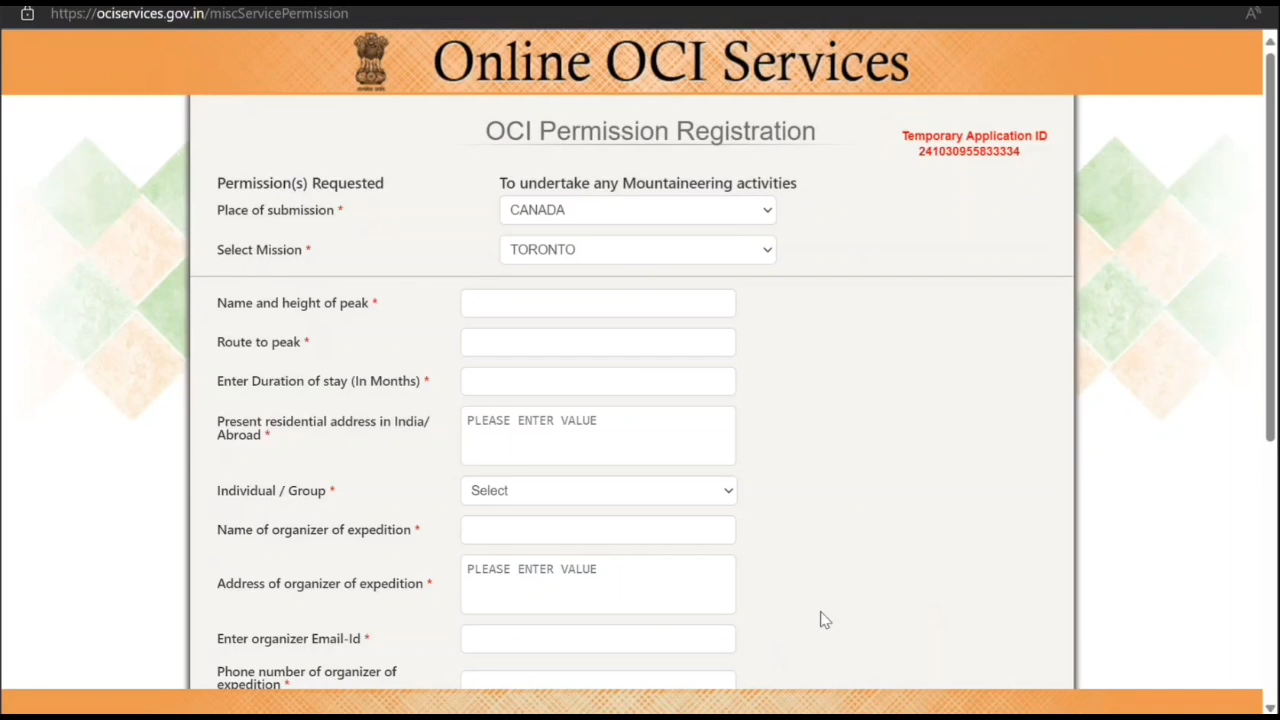 https://ociservices.gov.in/miscServicePermission
Online OCI Services
OCI Permission Registration
Temporary Application ID
241030955833334
Permission(s) Requested To undertake any Mountaineering activities
Place of submission * CANADA
Select Mission * TORONTO
Name and height of peak *
Route to peak *
Enter Duration of stay (In Months) *
Present residential address in India/
Abroad *
PLEASE ENTER VALUE
Individual / Group * Select
Name of organizer of expedition *
Address of organizer of expedition *
PLEASE ENTER VALUE
Enter organizer Email-Id *
Phone number of organizer of
expedition *